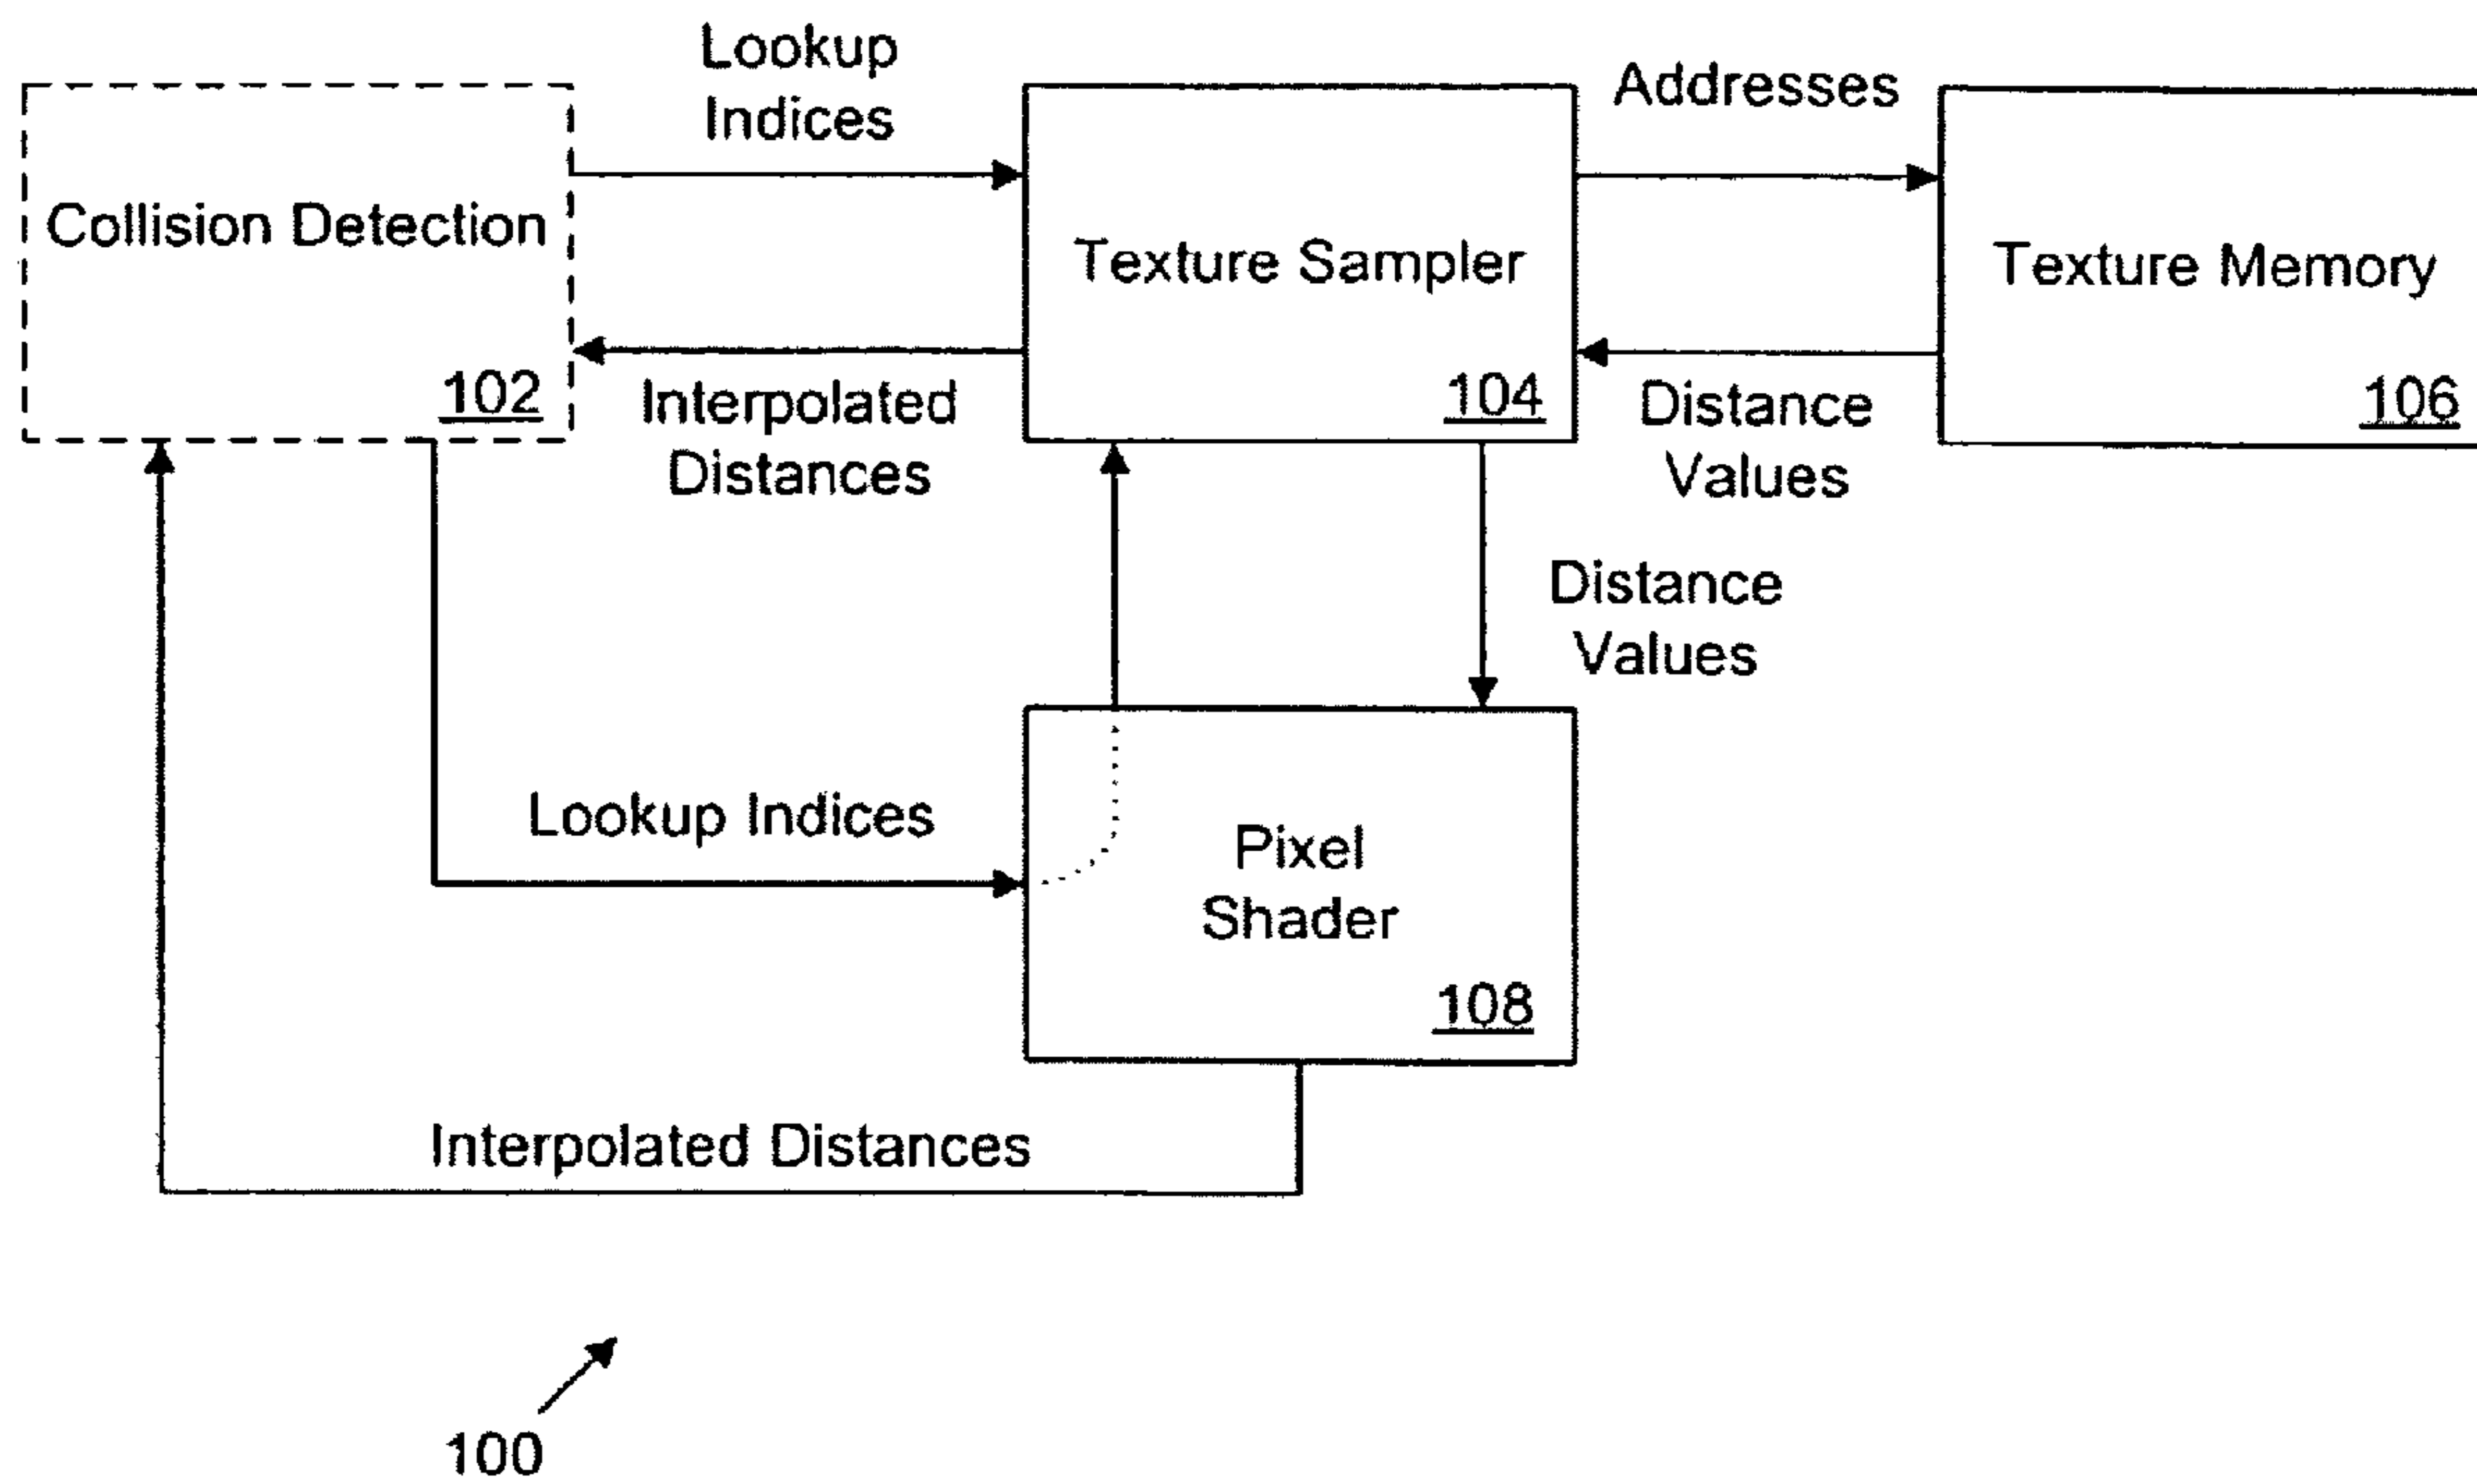 Lookup
Indices
Addresses
Collision Detection
102
Interpolated
Distances
Texture Sampler
104
Distance
Values
Texture Memory
106
Distance
Values
Lookup Indices
Pixel
Shader
108
Interpolated Distances
100